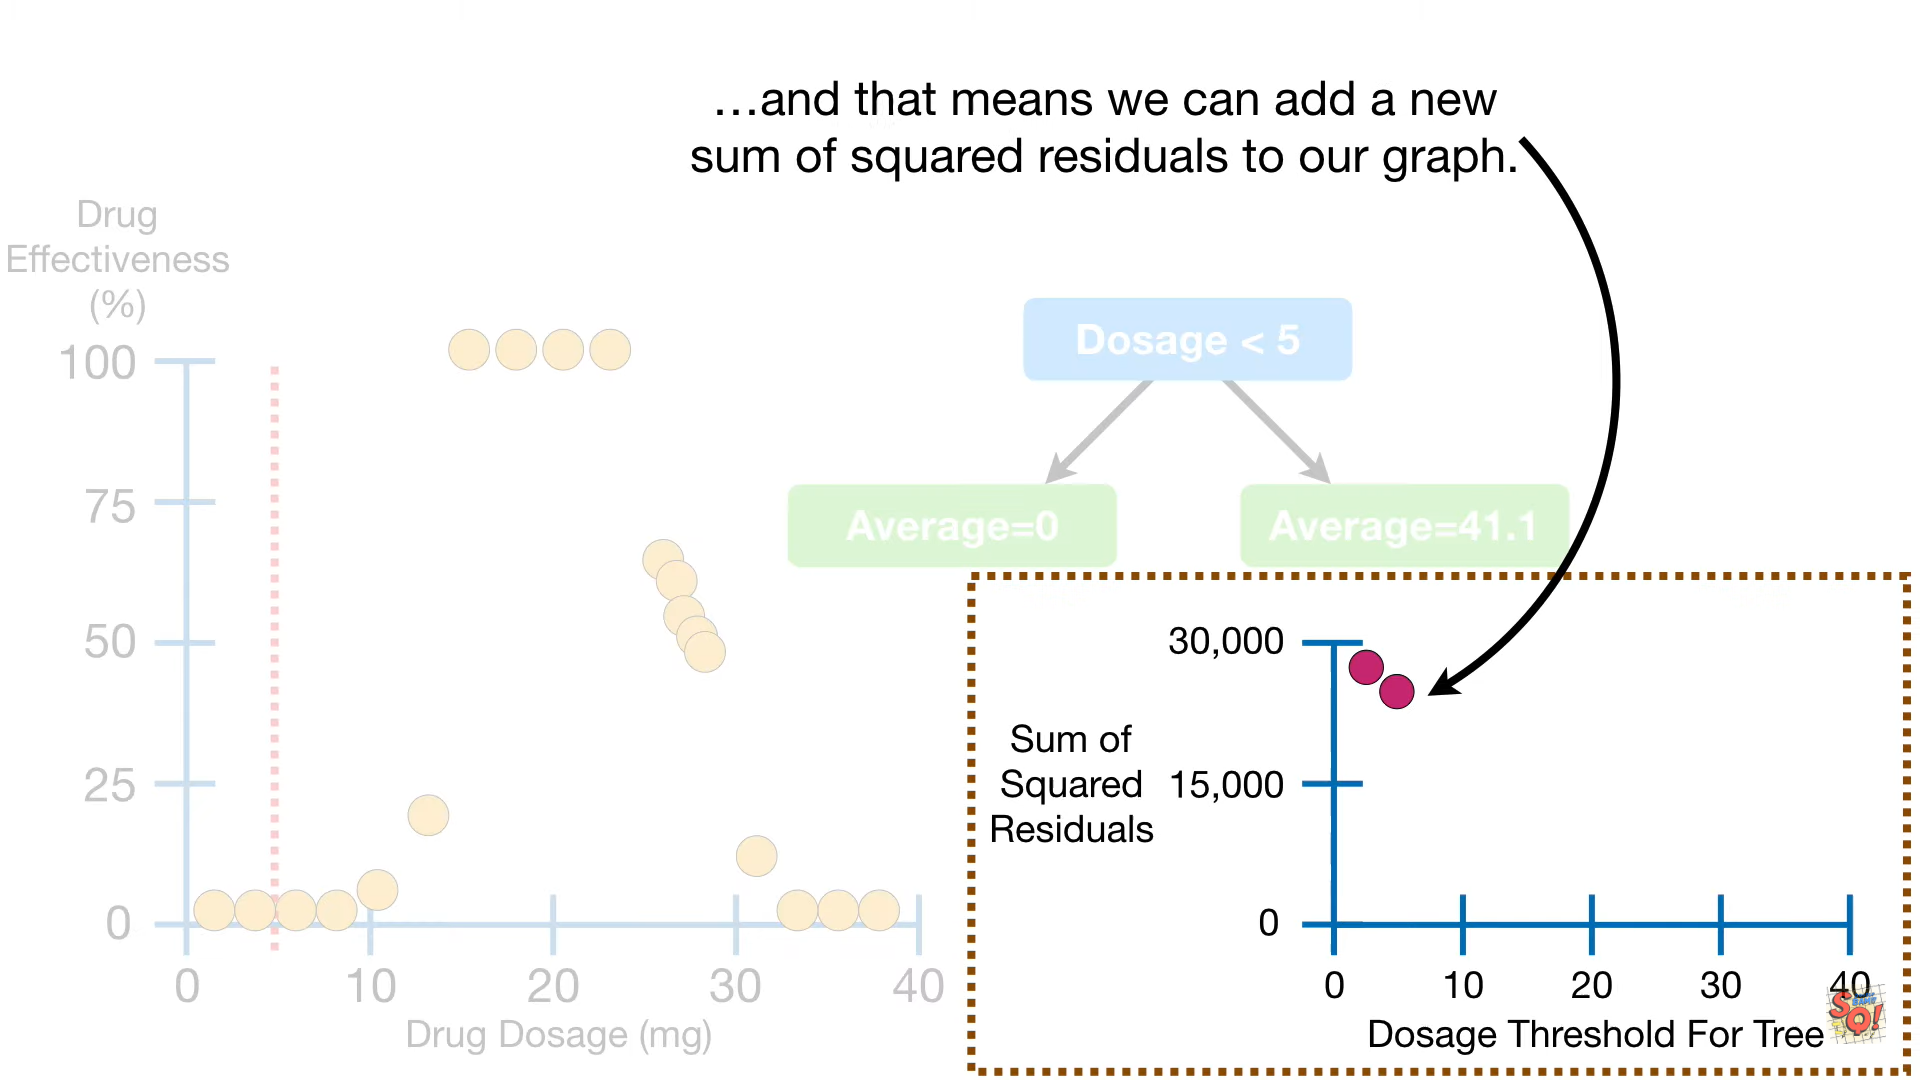 …and that means we can add a new
sum of squared residuals to our graph.
Drug
Effectiveness
(%)
100
75
50
25
0
0 10 20 30 40
Drug Dosage (mg)
Dosage < 5
Average=0
Average=41.1
30,000
15,000
0
Sum of
Squared
Residuals
0 10 20 30 40
Dosage Threshold For Tree
SQ!